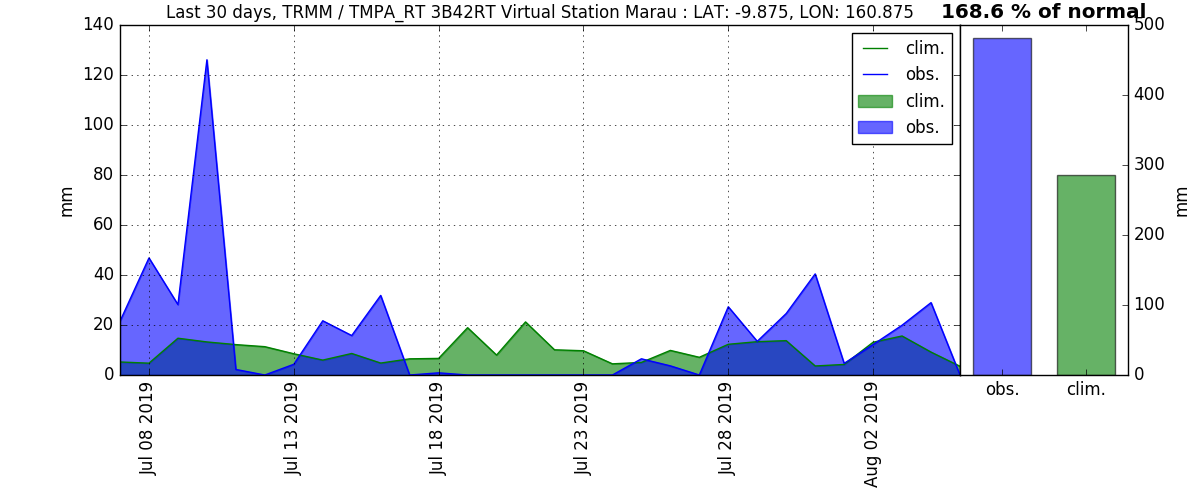 Last 30 days, TRMM / TMPA_RT 3B42RT Virtual Station Marau : LAT: -9.875, LON: 160.875
168.6 % of normal
140
120
100
80
60
40
20
0
mm
clim.
obs.
clim.
obs.
Jul 08 2019
Jul 13 2019
Jul 18 2019
Jul 23 2019
Jul 28 2019
Aug 02 2019
500
400
300
200
100
0
mm
obs.
clim.